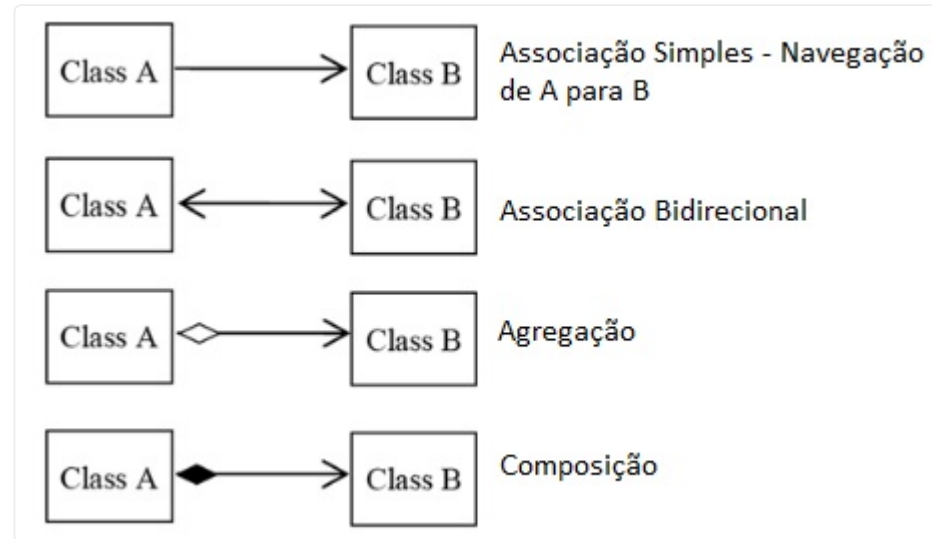 Class A
Class B
Associação Simples - Navegação
de A para B
Class A
Class B
Associação Bidirecional
Class A
Class B
Agregação
Class A
Class B
Composição